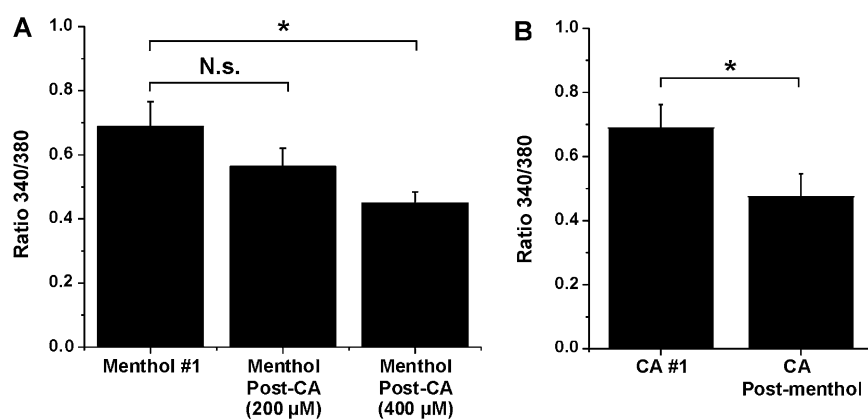 A
*
N.s.
Ratio 340/380
1.0
0.8
0.6
0.4
0.2
0.0
Menthol #1
Menthol
Post-CA
(200 µM)
Menthol
Post-CA
(400 µM)
B
*
Ratio 340/380
1.0
0.8
0.6
0.4
0.2
0.0
CA #1
CA
Post-menthol